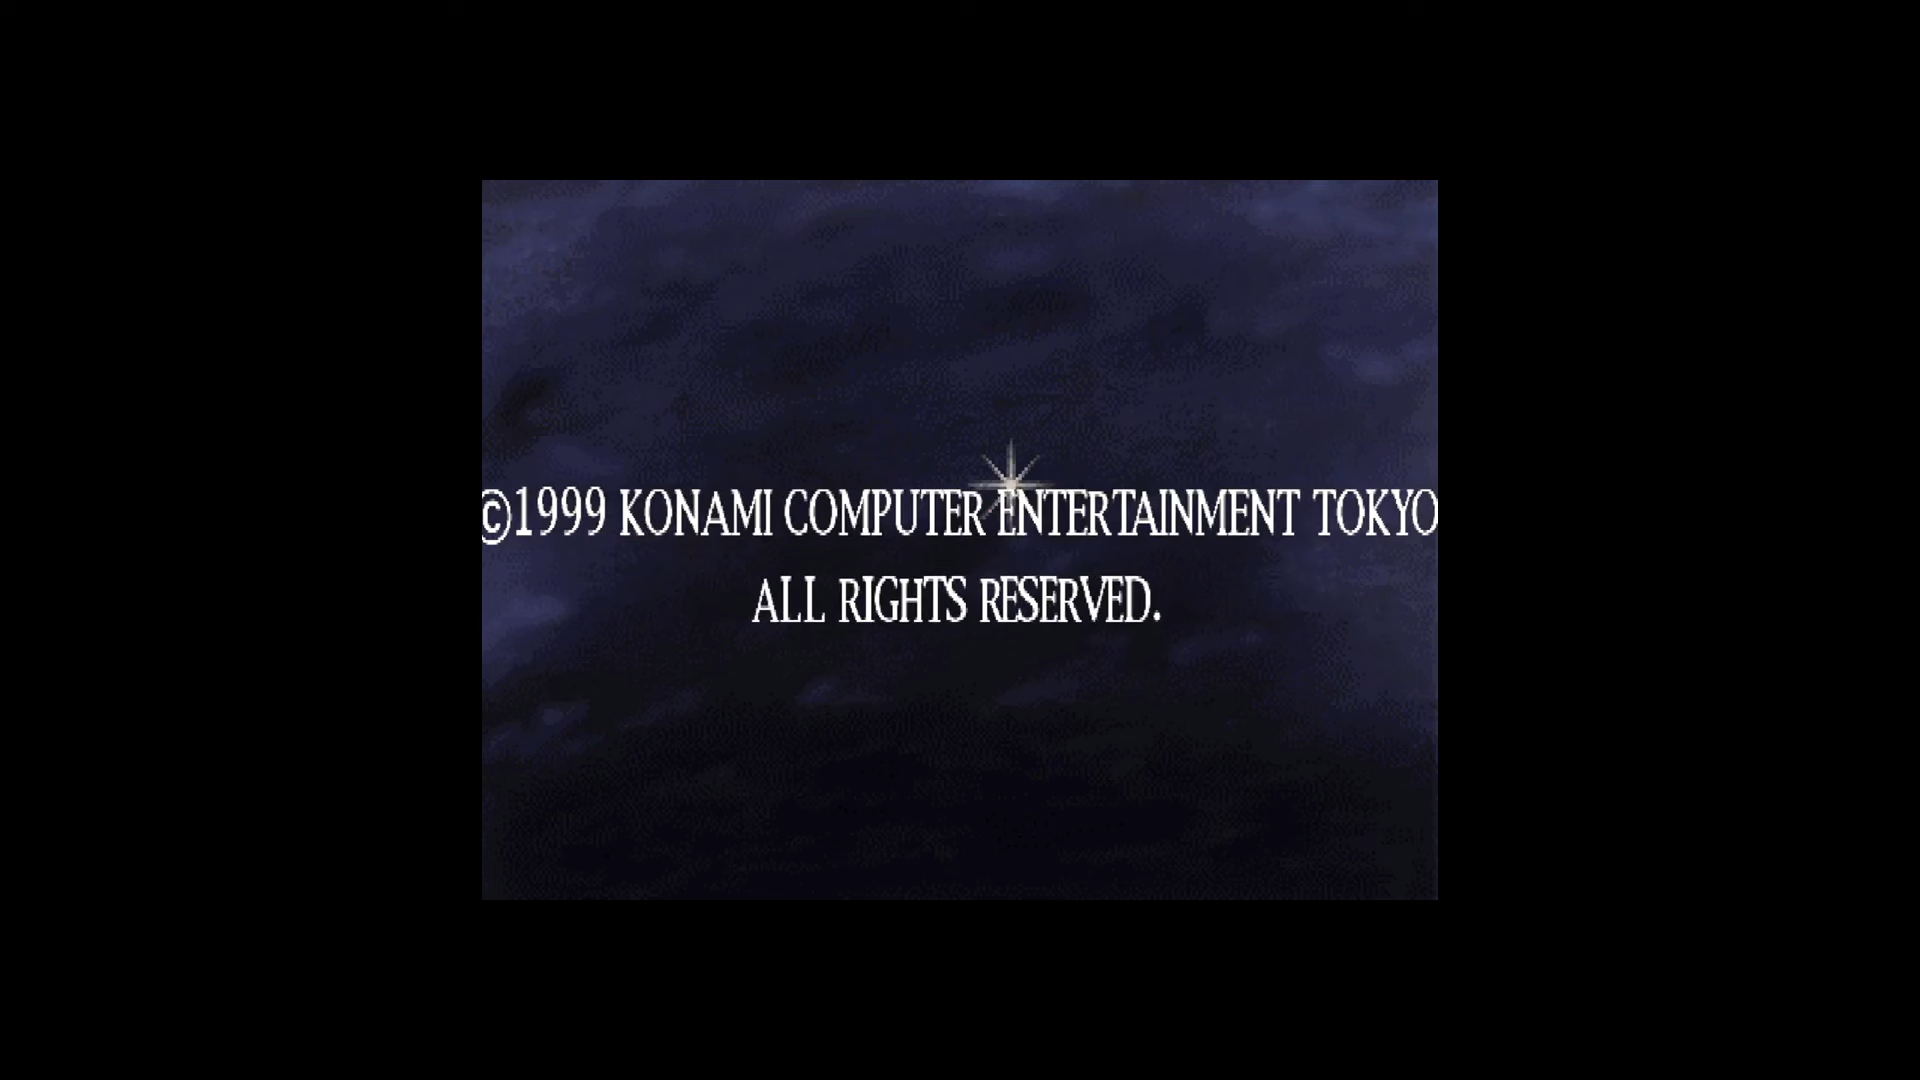 ©1999 KONAMI COMPUTER ENTERTAINMENT TOKYO
ALL RIGHTS RESERVED.